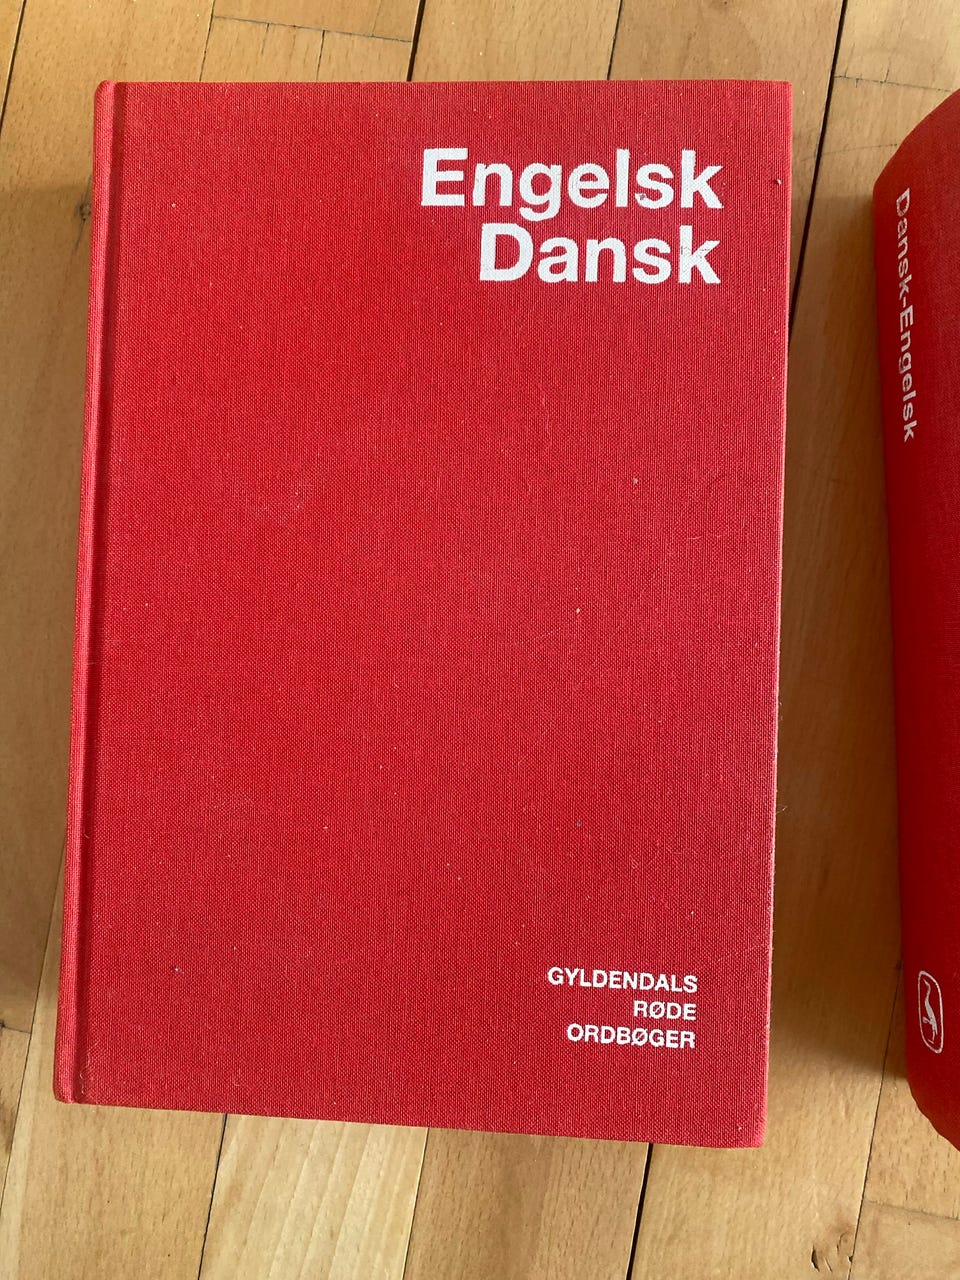 Engelsk
Dansk
GYLDENDALS
RØDE
ORDBØGER
Dansk-Engelsk